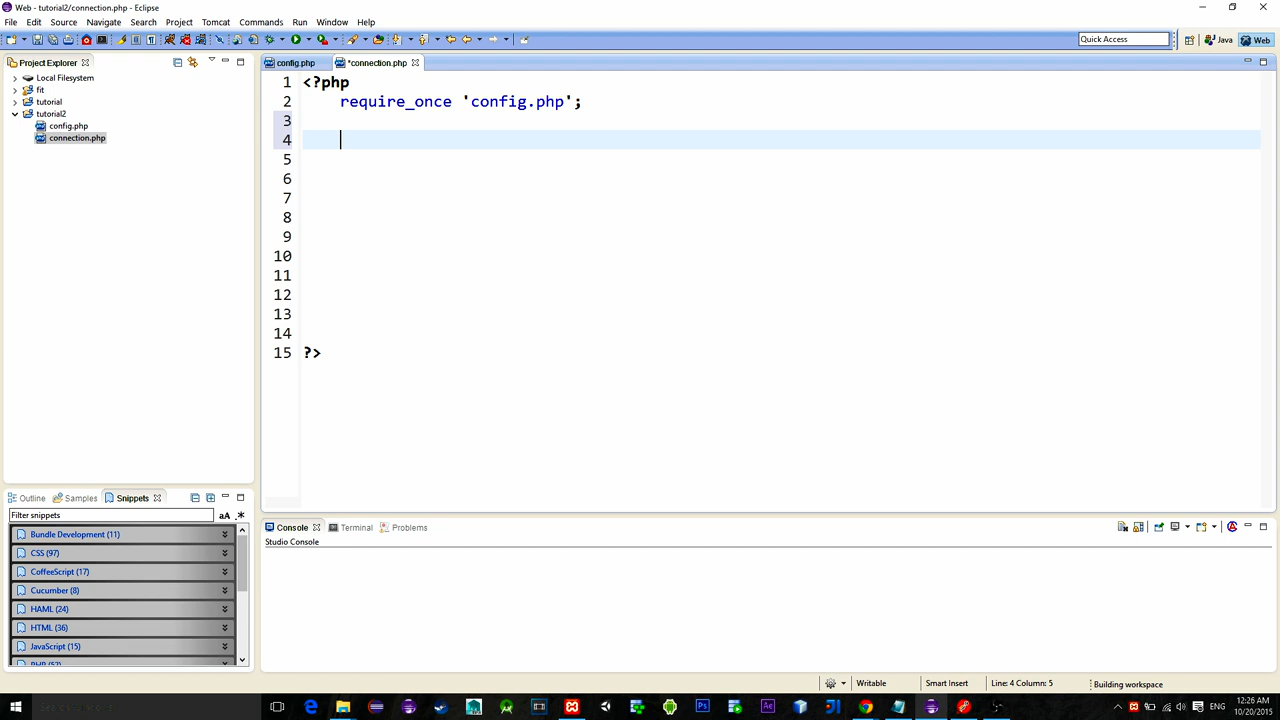 Web - tutorial2/connection.php - Eclipse
File Edit Source Navigate Search Project Tomcat Commands Run Window Help
Quick Access
Java
Web
Project Explorer
config.php
*connection.php
Local Filesystem
fit
tutorial
tutorial2
config.php
connection.php
1 <?php
2 require_once 'config.php';
3
4
5
6
7
8
9
10
11
12
13
14
15 ?>
Outline Samples Snippets
Filter snippets
aA .*
Bundle Development (11)
CSS (97)
CoffeeScript (17)
Cucumber (8)
HAML (24)
HTML (36)
JavaScript (15)
Console Terminal Problems
Studio Console
Writable
Smart Insert
Line: 4 Column: 5
Building workspace
Ps
Ae
ENG
12:26 AM
10/20/2015